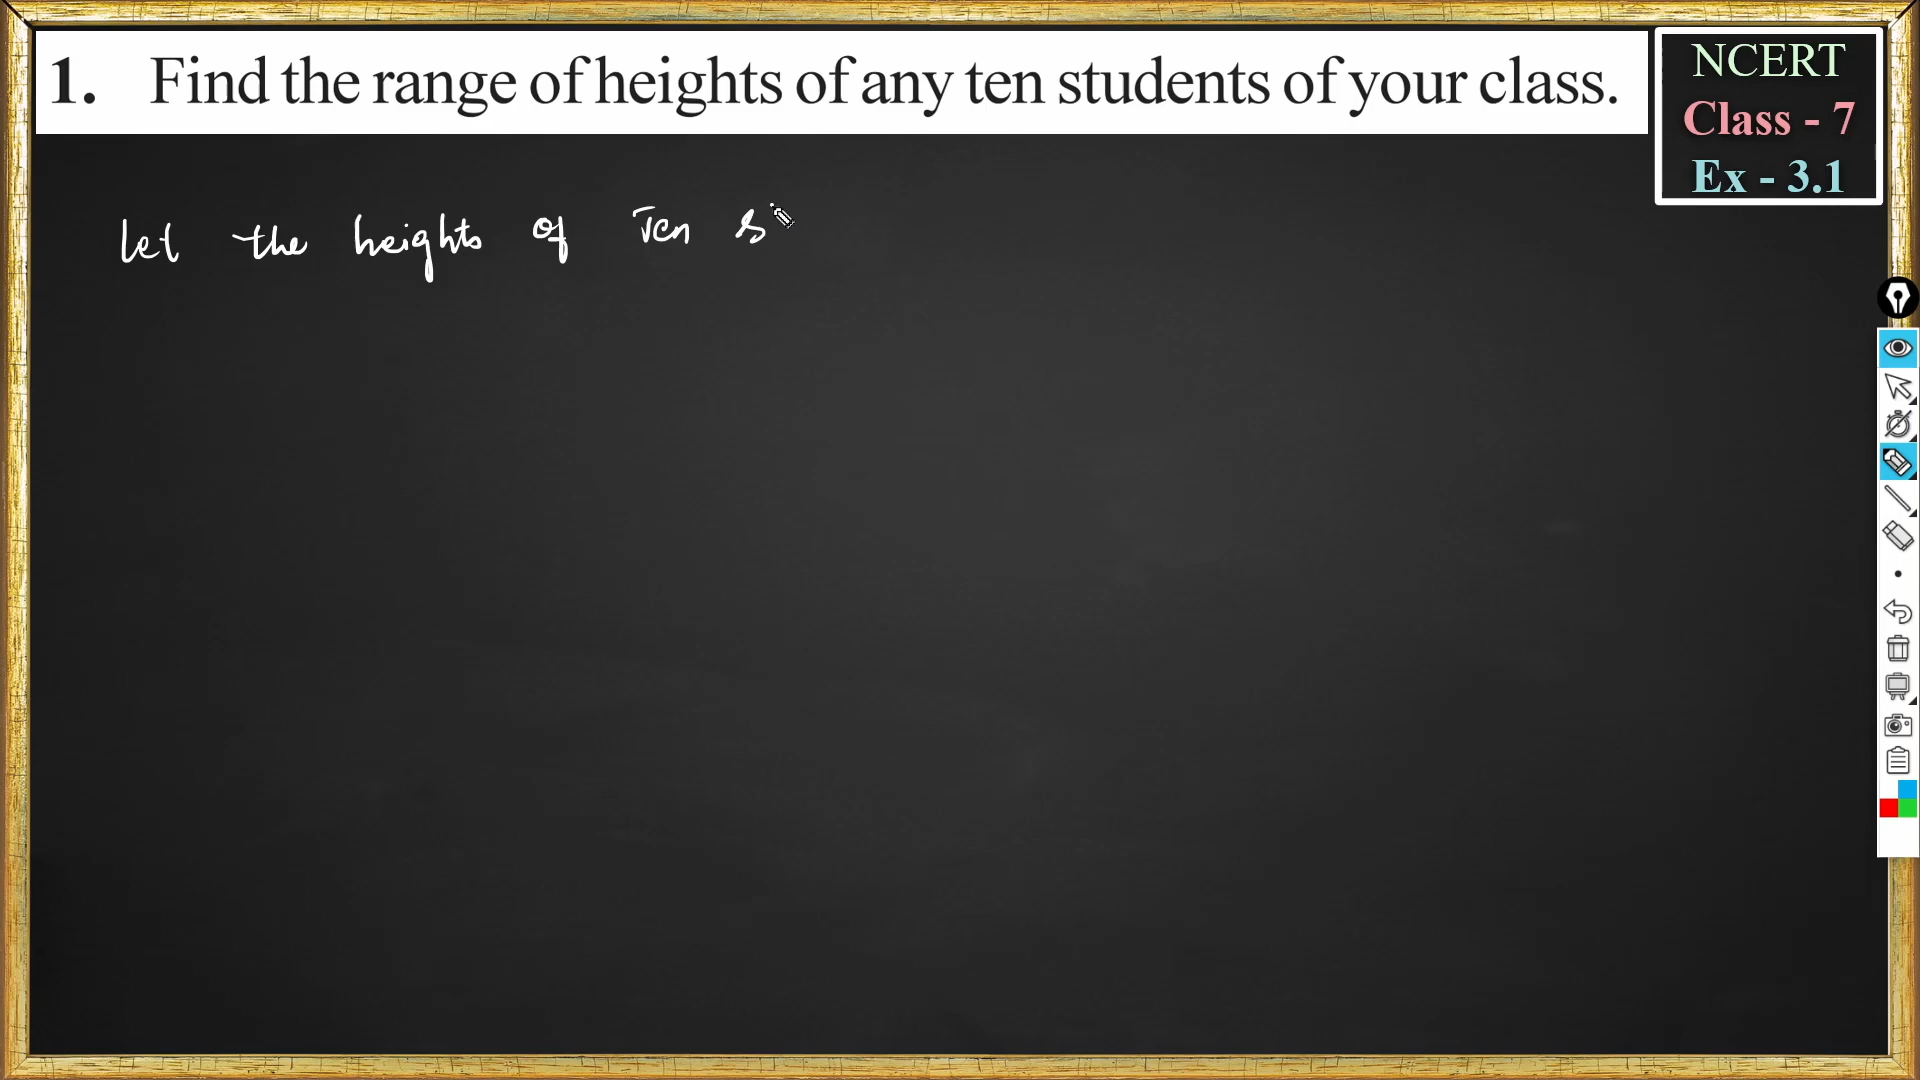 1. Find the range of heights of any ten students of your class.
NCERT
Class - 7
Ex - 3.1
let the heights of Ten s